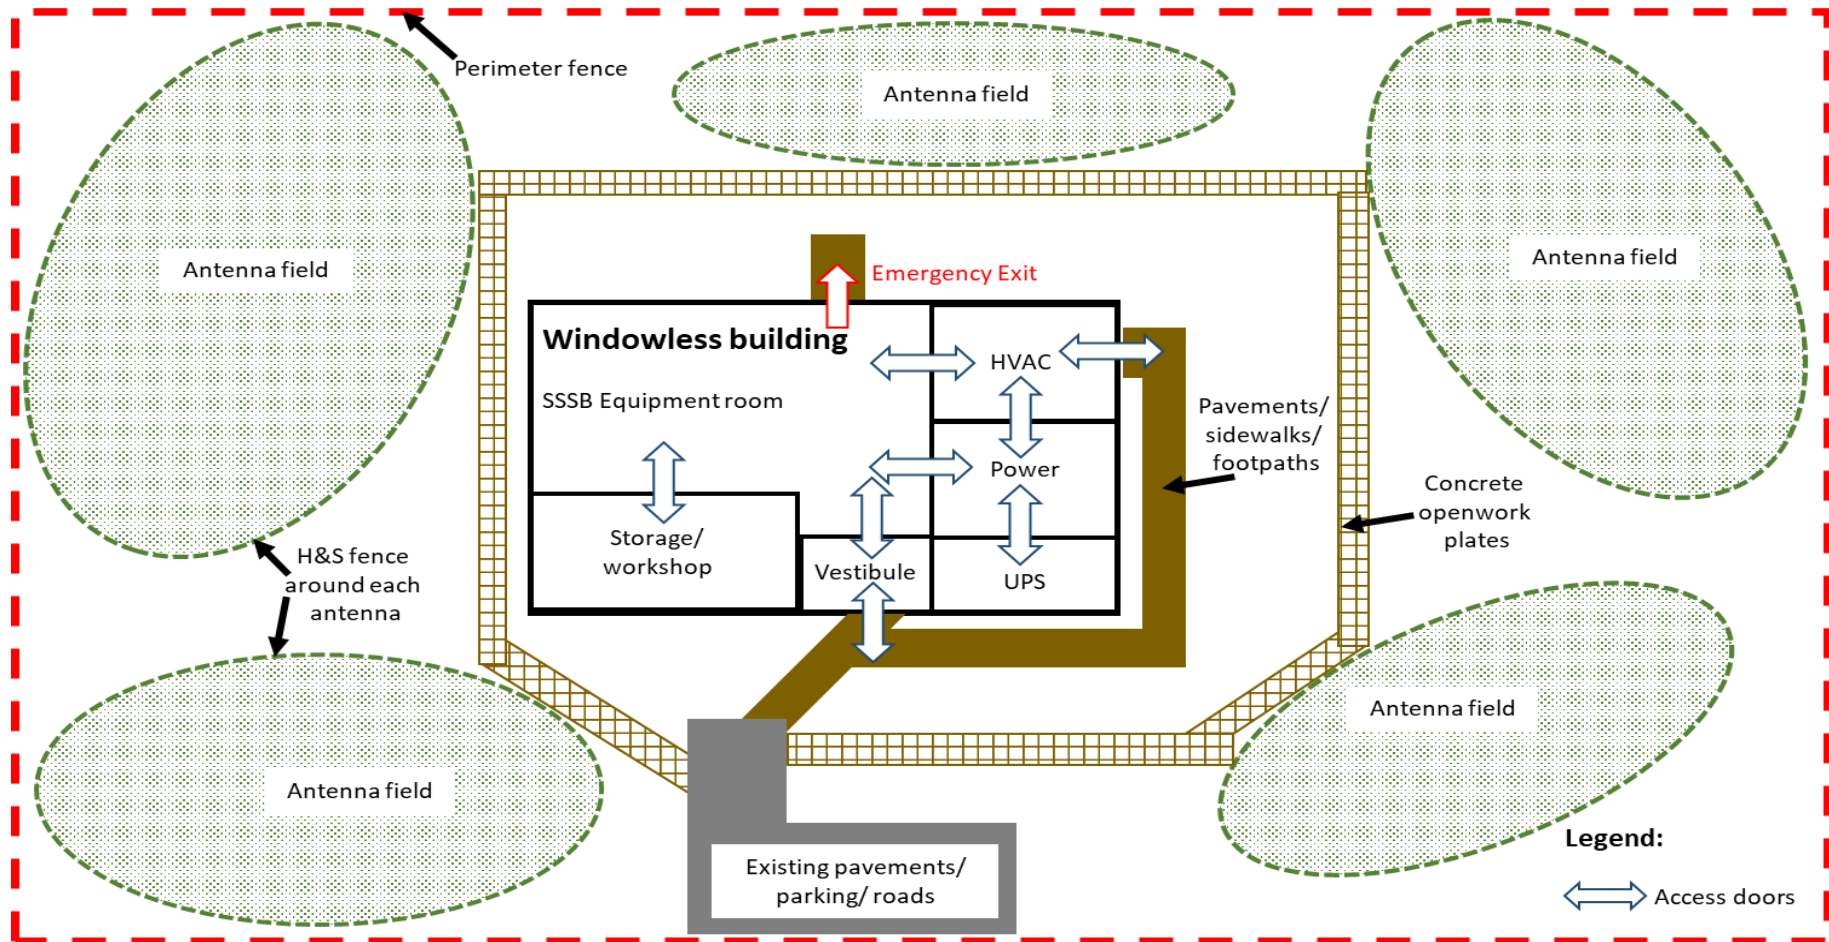 Perimeter fence
Antenna field
Antenna field
Antenna field
Emergency Exit
Windowless building
HVAC
SSSB Equipment room
Pavements/
sidewalks/
footpaths
Power
Concrete
openwork
plates
Storage/
workshop
Vestibule
UPS
H&S fence
around each
antenna
Antenna field
Antenna field
Existing pavements/
parking/ roads
Legend:
Access doors